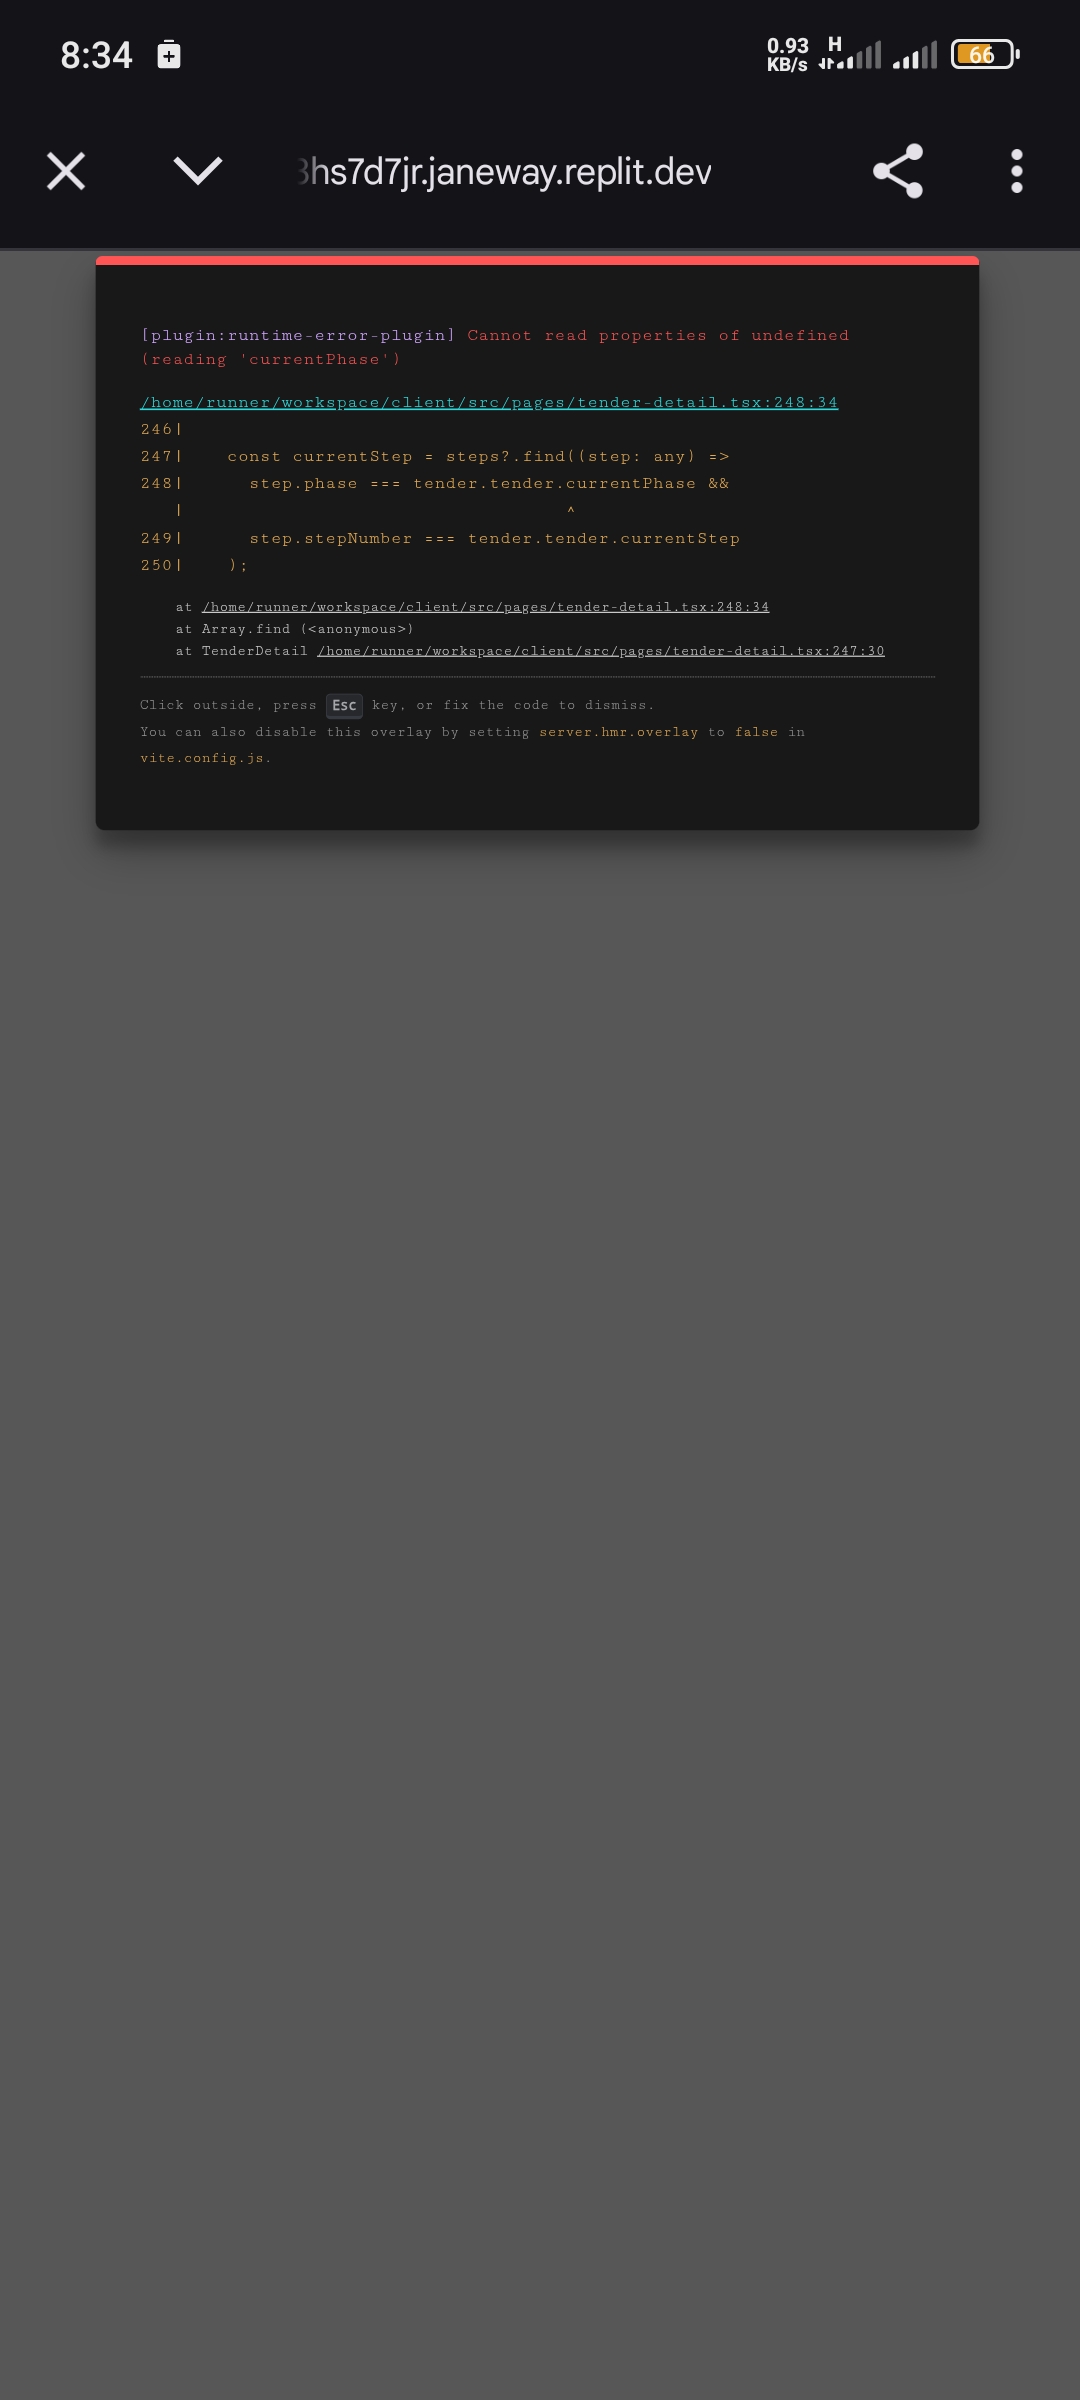 8:34
0.93 KB/s H 66
3hs7d7jr.janeway.replit.dev
[plugin:runtime-error-plugin] Cannot read properties of undefined
(reading 'currentPhase')
/home/runner/workspace/client/src/pages/tender-detail.tsx:248:34
246|
247|    const currentStep = steps?.find((step: any) =>
248|      step.phase === tender.tender.currentPhase &&
   |                                   ^
249|      step.stepNumber === tender.tender.currentStep
250|    );
at /home/runner/workspace/client/src/pages/tender-detail.tsx:248:34
at Array.find (<anonymous>)
at TenderDetail /home/runner/workspace/client/src/pages/tender-detail.tsx:247:30
Click outside, press Esc key, or fix the code to dismiss.
You can also disable this overlay by setting server.hmr.overlay to false in
vite.config.js.